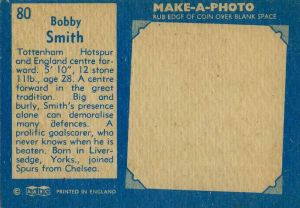 80
Bobby
Smith
Tottenham Hotspur
and England centre for-
ward. 5' 10", 12 stone
11lb., age 28. A centre
forward in the great
tradition. Big and
burly, Smith's presence
alone can demoralise
many defences. A
prolific goalscorer, who
never knows when he is
beaten. Born in Liver-
sedge, Yorks., joined
Spurs from Chelsea.
© A&BC PRINTED IN ENGLAND
MAKE-A-PHOTO
RUB EDGE OF COIN OVER BLANK SPACE